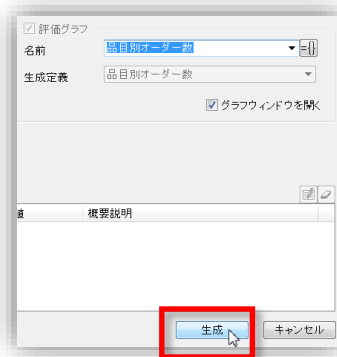 評価グラフ
名前 品目別オーダー数 ={}
生成定義 品目別オーダー数
グラフウィンドウを開く
値 概要説明
生成 キャンセル